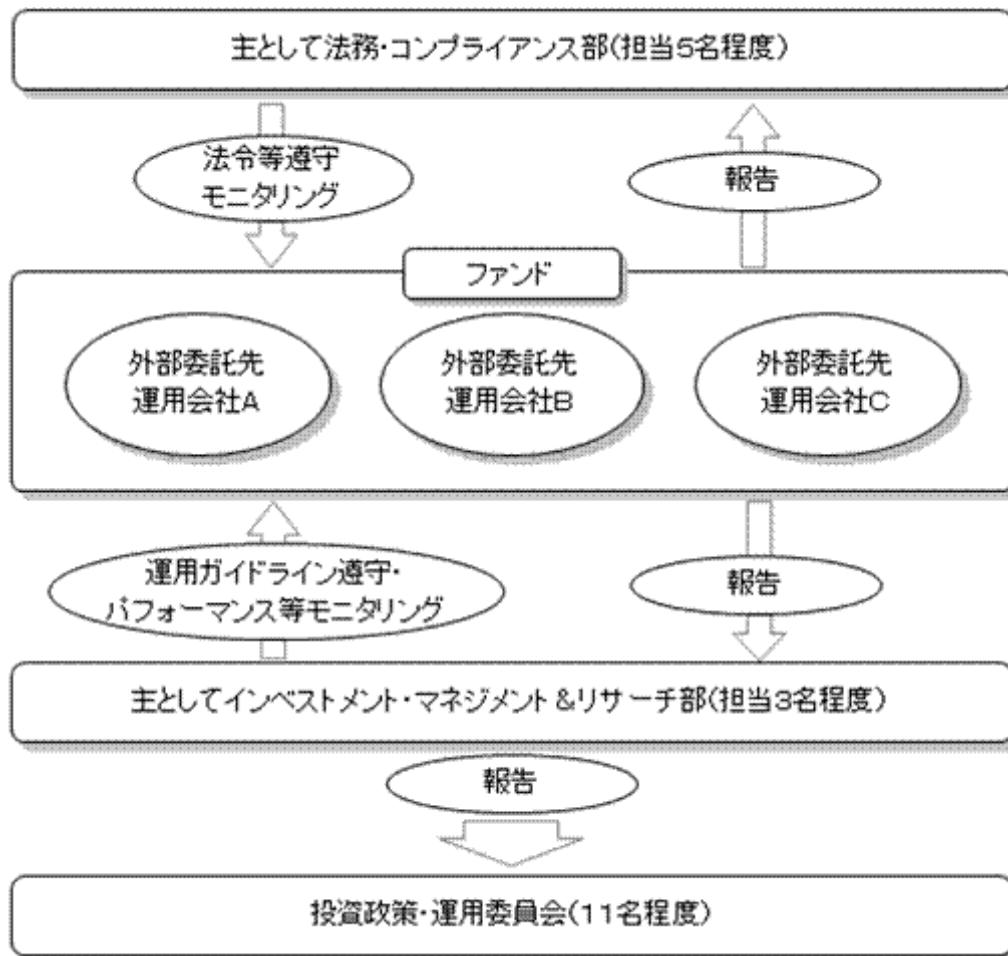 主として法務・コンプライアンス部(担当5名程度)
法令等遵守
モニタリング
報告
ファンド
外部委託先
運用会社A
外部委託先
運用会社B
外部委託先
運用会社C
運用ガイドライン遵守・
パフォーマンス等モニタリング
報告
主としてインベストメント・マネジメント&リサーチ部(担当3名程度)
報告
投資政策・運用委員会(11名程度)